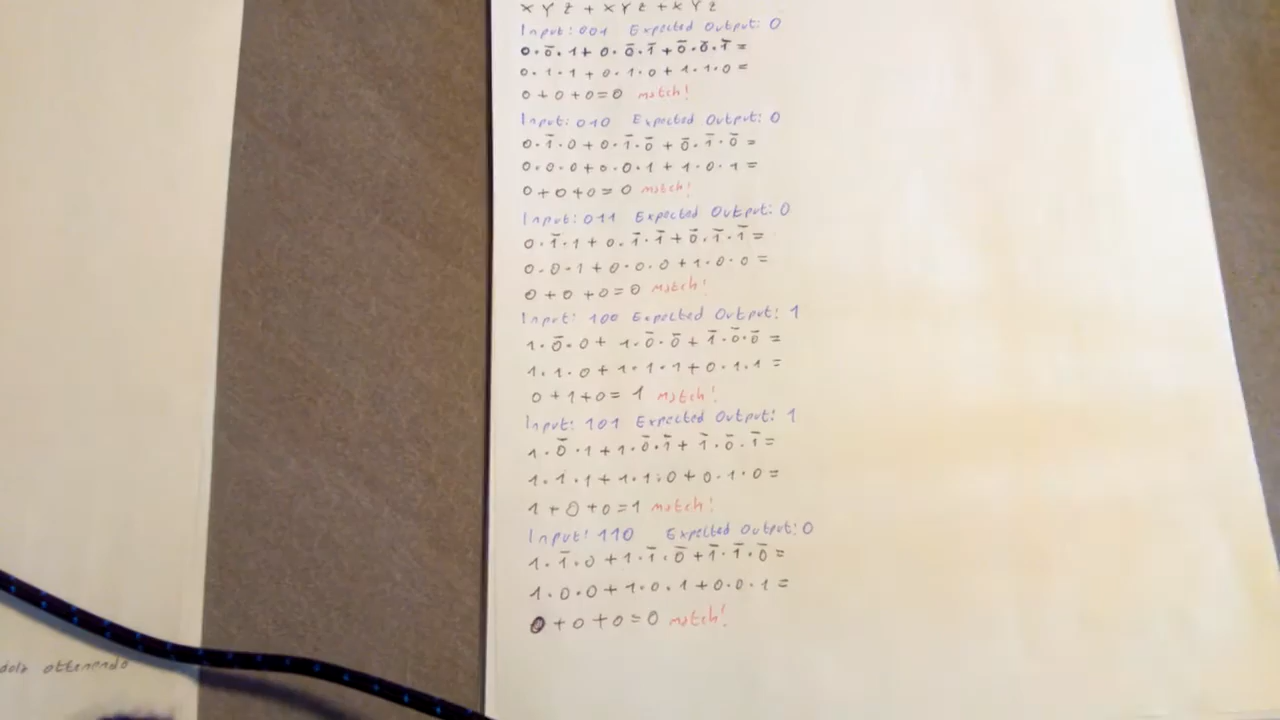 X Y Z + X Y Z + X Y Z
Input: 001 Expected Output: 0
0·0̅·1+0·0̅·1̅+0̅·0̅·1̅=
0·1·1+0·1·0+1·1·0=
0+0+0=0 match!
Input: 010 Expected Output: 0
0·1̅·0+0·1̅·0̅+0̅·1̅·0̅=
0·0·0+0·0·1+1·0·1=
0+0+0=0 match!
Input: 011 Expected Output: 0
0·1̅·1+0·1̅·1̅+0̅·1̅·1̅=
0·0·1+0·0·0+1·0·0=
0+0+0=0 match!
Input: 100 Expected Output: 1
1·0̅·0+1·0̅·0̅+1̅·0̅·0̅=
1·1·0+1·1·1+0·1·1=
0+1+0=1 match!
Input: 101 Expected Output: 1
1·0̅·1+1·0̅·1̅+1̅·0̅·1̅=
1·1·1+1·1·0+0·1·0=
1+0+0=1 match!
Input: 110 Expected Output: 0
1·1̅·0+1·1̅·0̅+1̅·1̅·0̅=
1·0·0+1·0·1+0·0·1=
0+0+0=0 match!
ottenendo